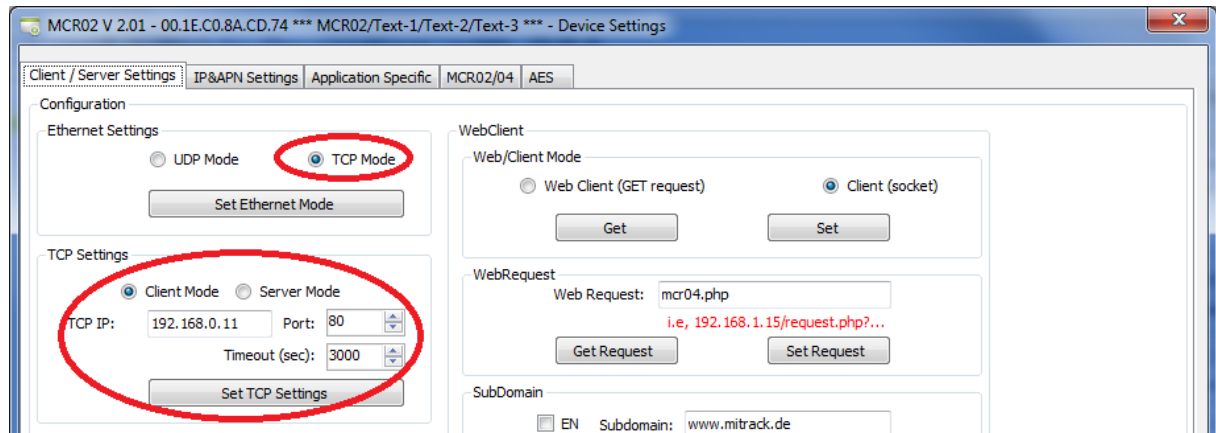 MCR02 V 2.01 - 00.1E.C0.8A.CD.74 *** MCR02/Text-1/Text-2/Text-3 *** - Device Settings
Client / Server Settings IP&APN Settings Application Specific MCR02/04 AES
Configuration
Ethernet Settings
UDP Mode TCP Mode
Set Ethernet Mode
TCP Settings
Client Mode Server Mode
TCP IP: 192.168.0.11 Port: 80
Timeout (sec): 3000
Set TCP Settings
WebClient
Web/Client Mode
Web Client (GET request) Client (socket)
Get Set
WebRequest
Web Request: mcr04.php
i.e, 192.168.1.15/request.php?...
Get Request Set Request
SubDomain
EN Subdomain: www.mitrack.de